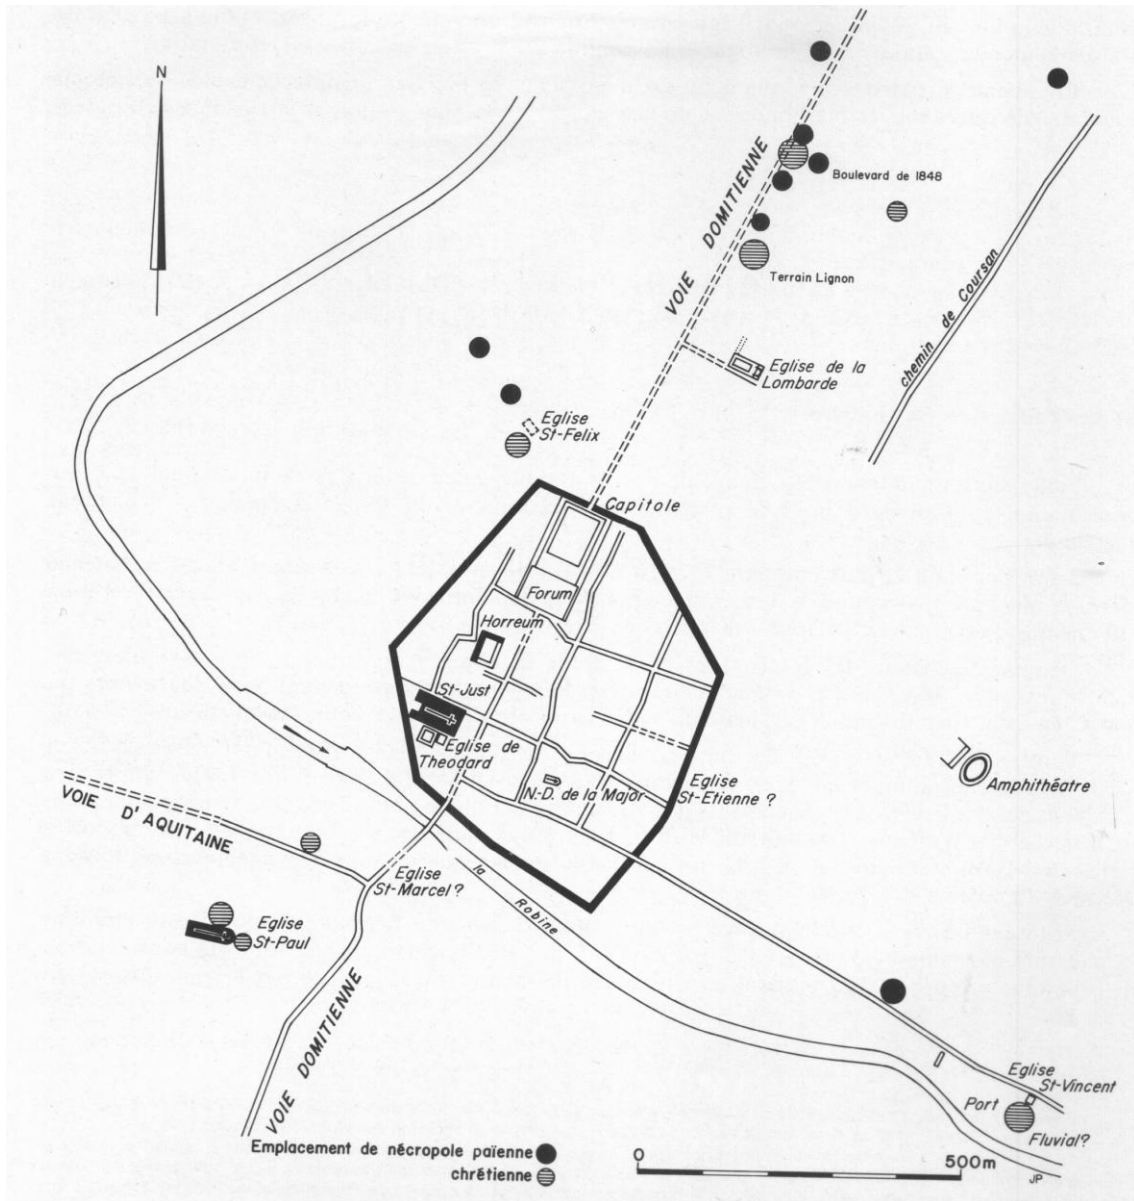 N
VOIE DOMITIENNE
Boulevard de 1848
Terrain Lignon
chemin de Coursan
Eglise de la
Lombarde
Eglise
St-Felix
Capitole
Forum
Horreum
St-Just
Eglise de
Theodard
N.-D. de la Major
Eglise
St-Etienne ?
Amphithéatre
VOIE D'AQUITAINE
Eglise
St-Marcel ?
la Robine
Eglise
St-Paul
VOIE DOMITIENNE
Eglise
St-Vincent
Port
Fluvial?
Emplacement de nécropole païenne
chrétienne
0 500m
JP